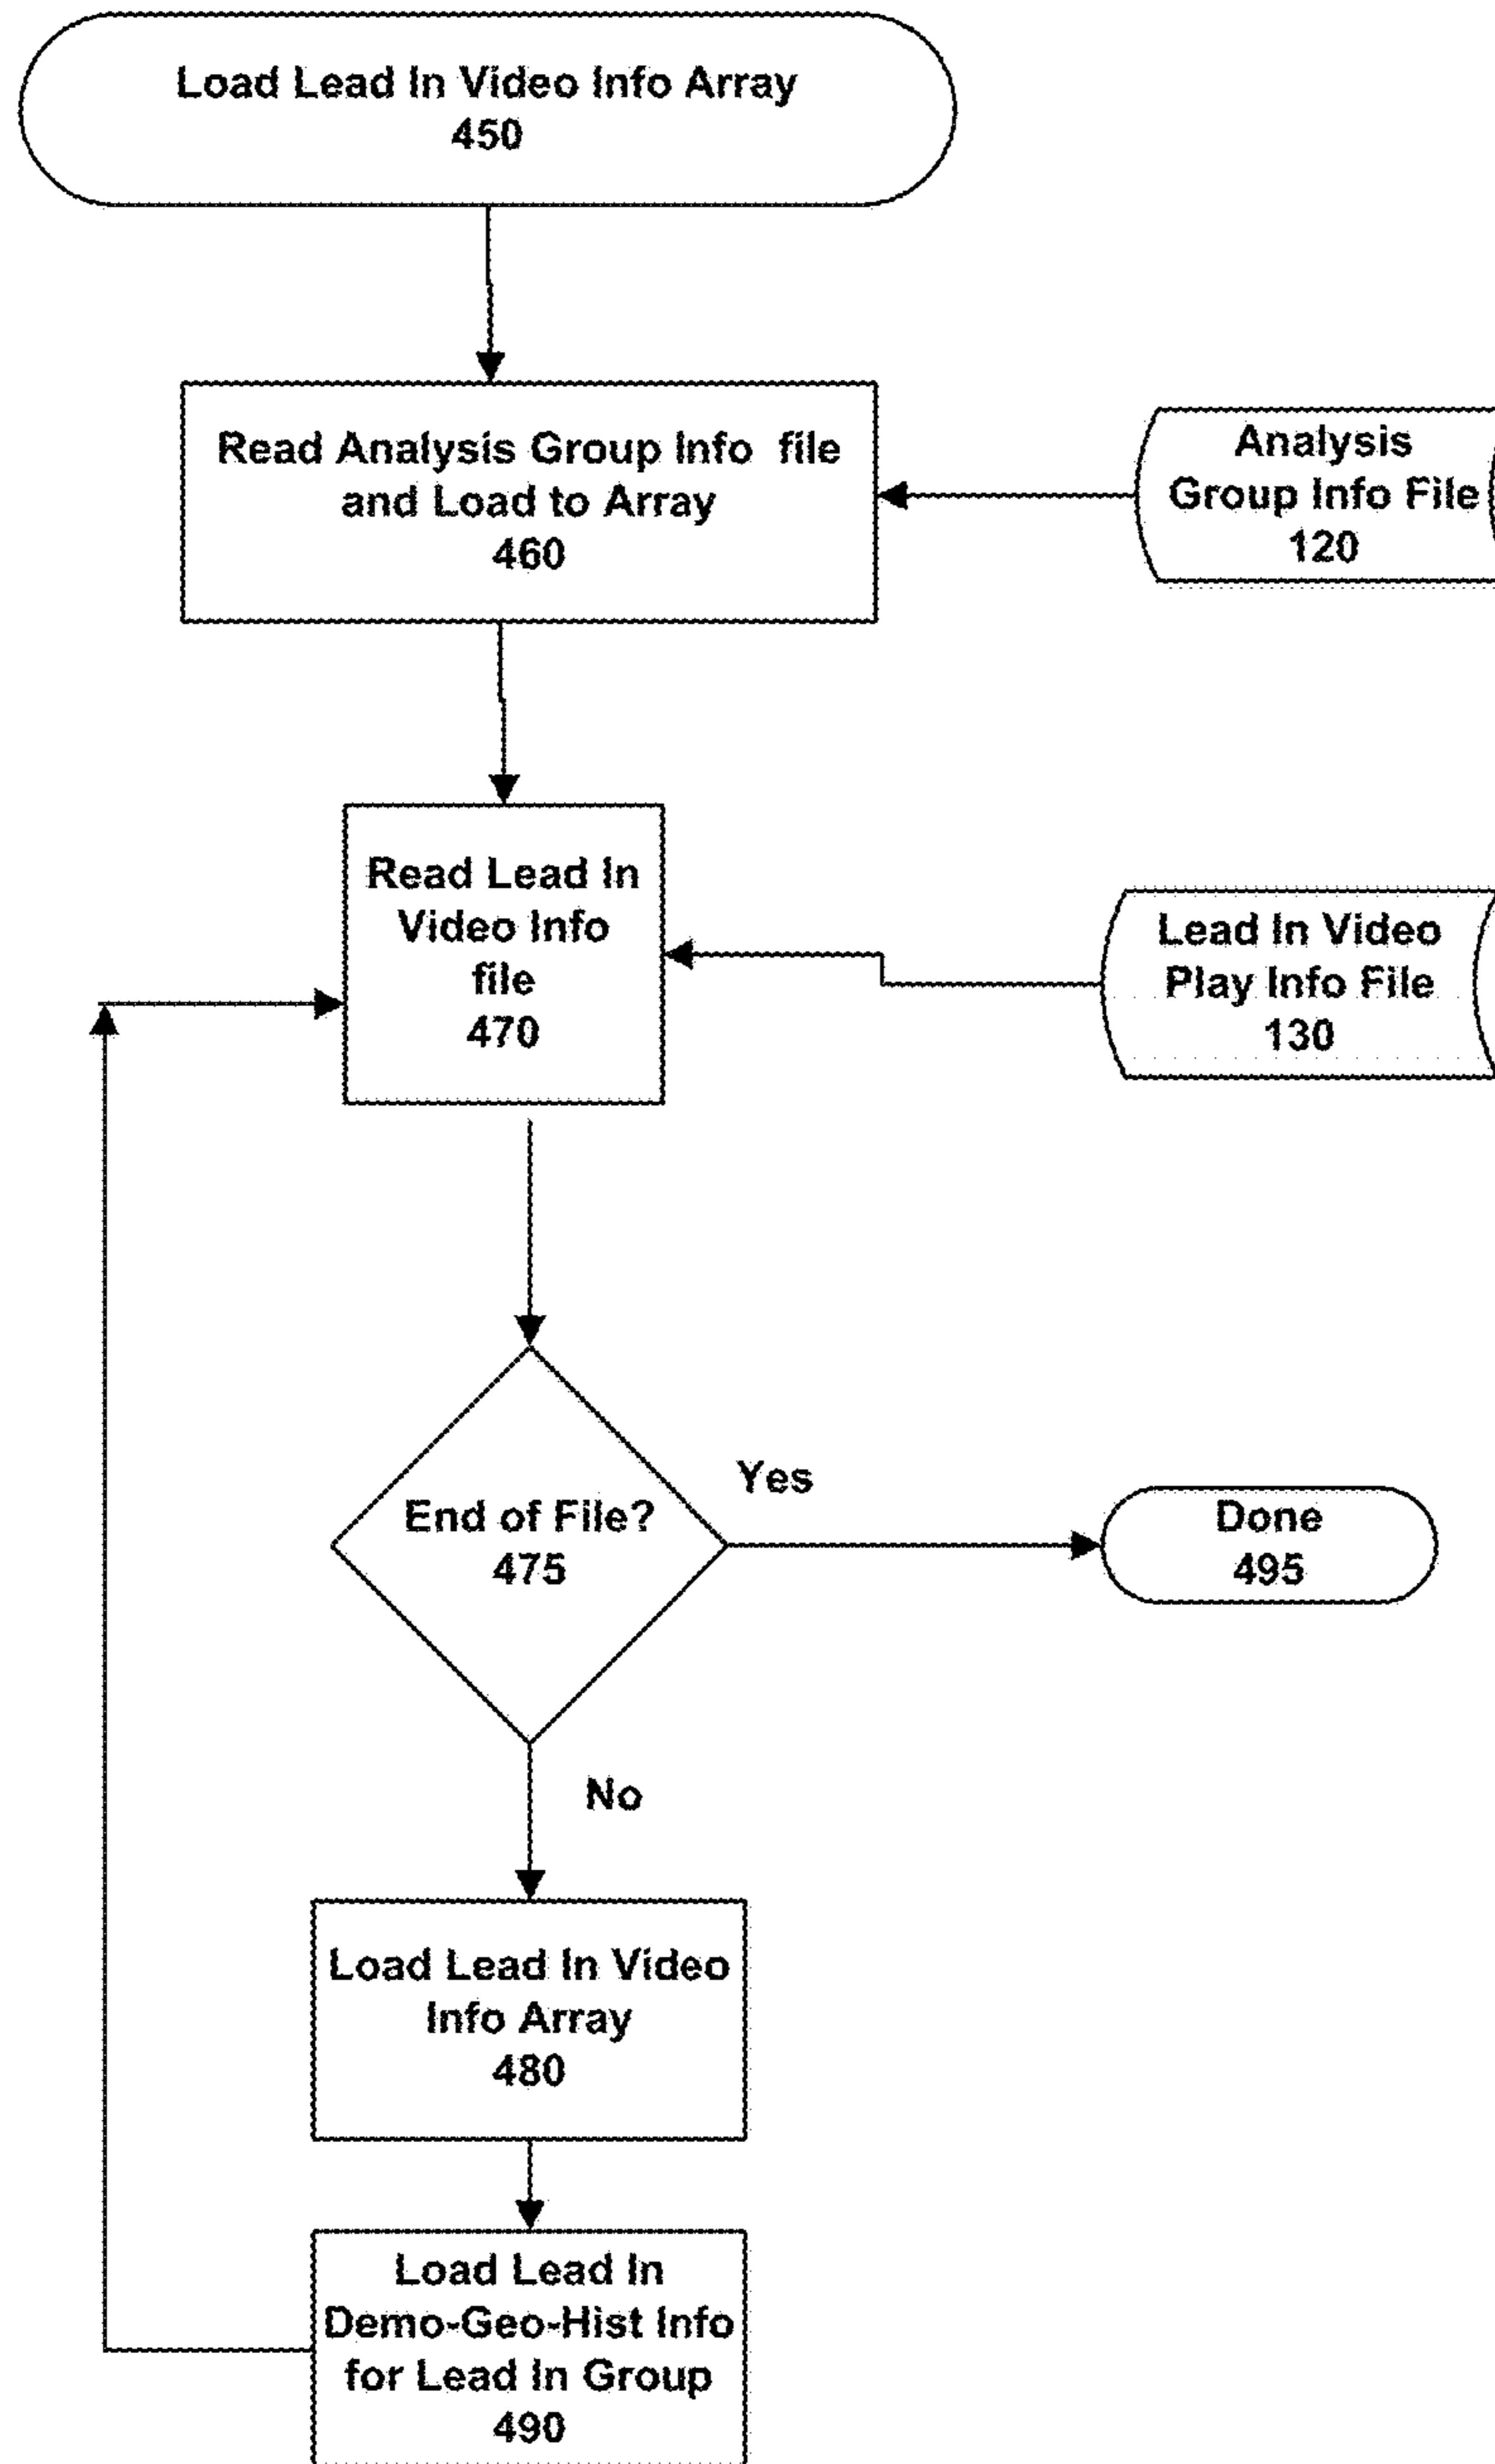 Load Lead In Video Info Array
450
Read Analysis Group Info file
and Load to Array
460
Analysis
Group Info File
120
Read Lead In
Video Info
file
470
Lead In Video
Play Info File
130
End of File?
475
Yes
Done
495
No
Load Lead In Video
Info Array
480
Load Lead In
Demo-Geo-Hist Info
for Lead In Group
490